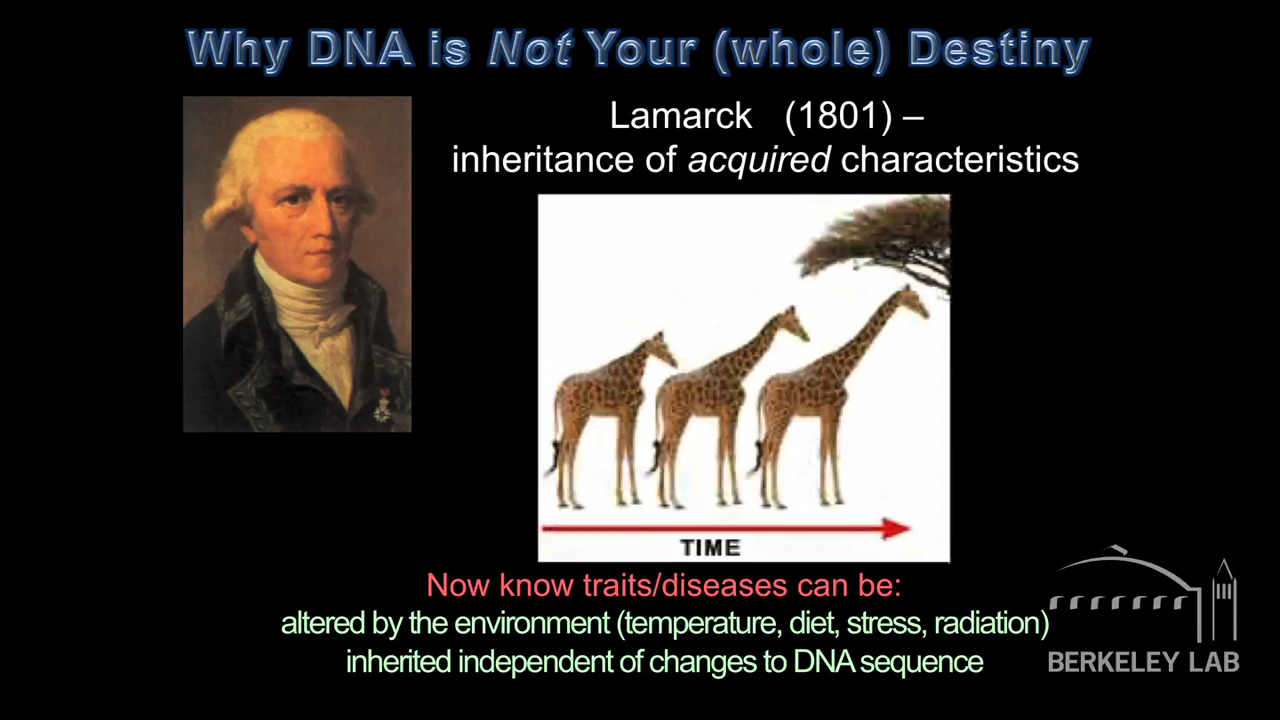 Why DNA is Not Your (whole) Destiny
Lamarck (1801) –
inheritance of acquired characteristics
TIME
Now know traits/diseases can be:
altered by the environment (temperature, diet, stress, radiation)
inherited independent of changes to DNA sequence
BERKELEY LAB